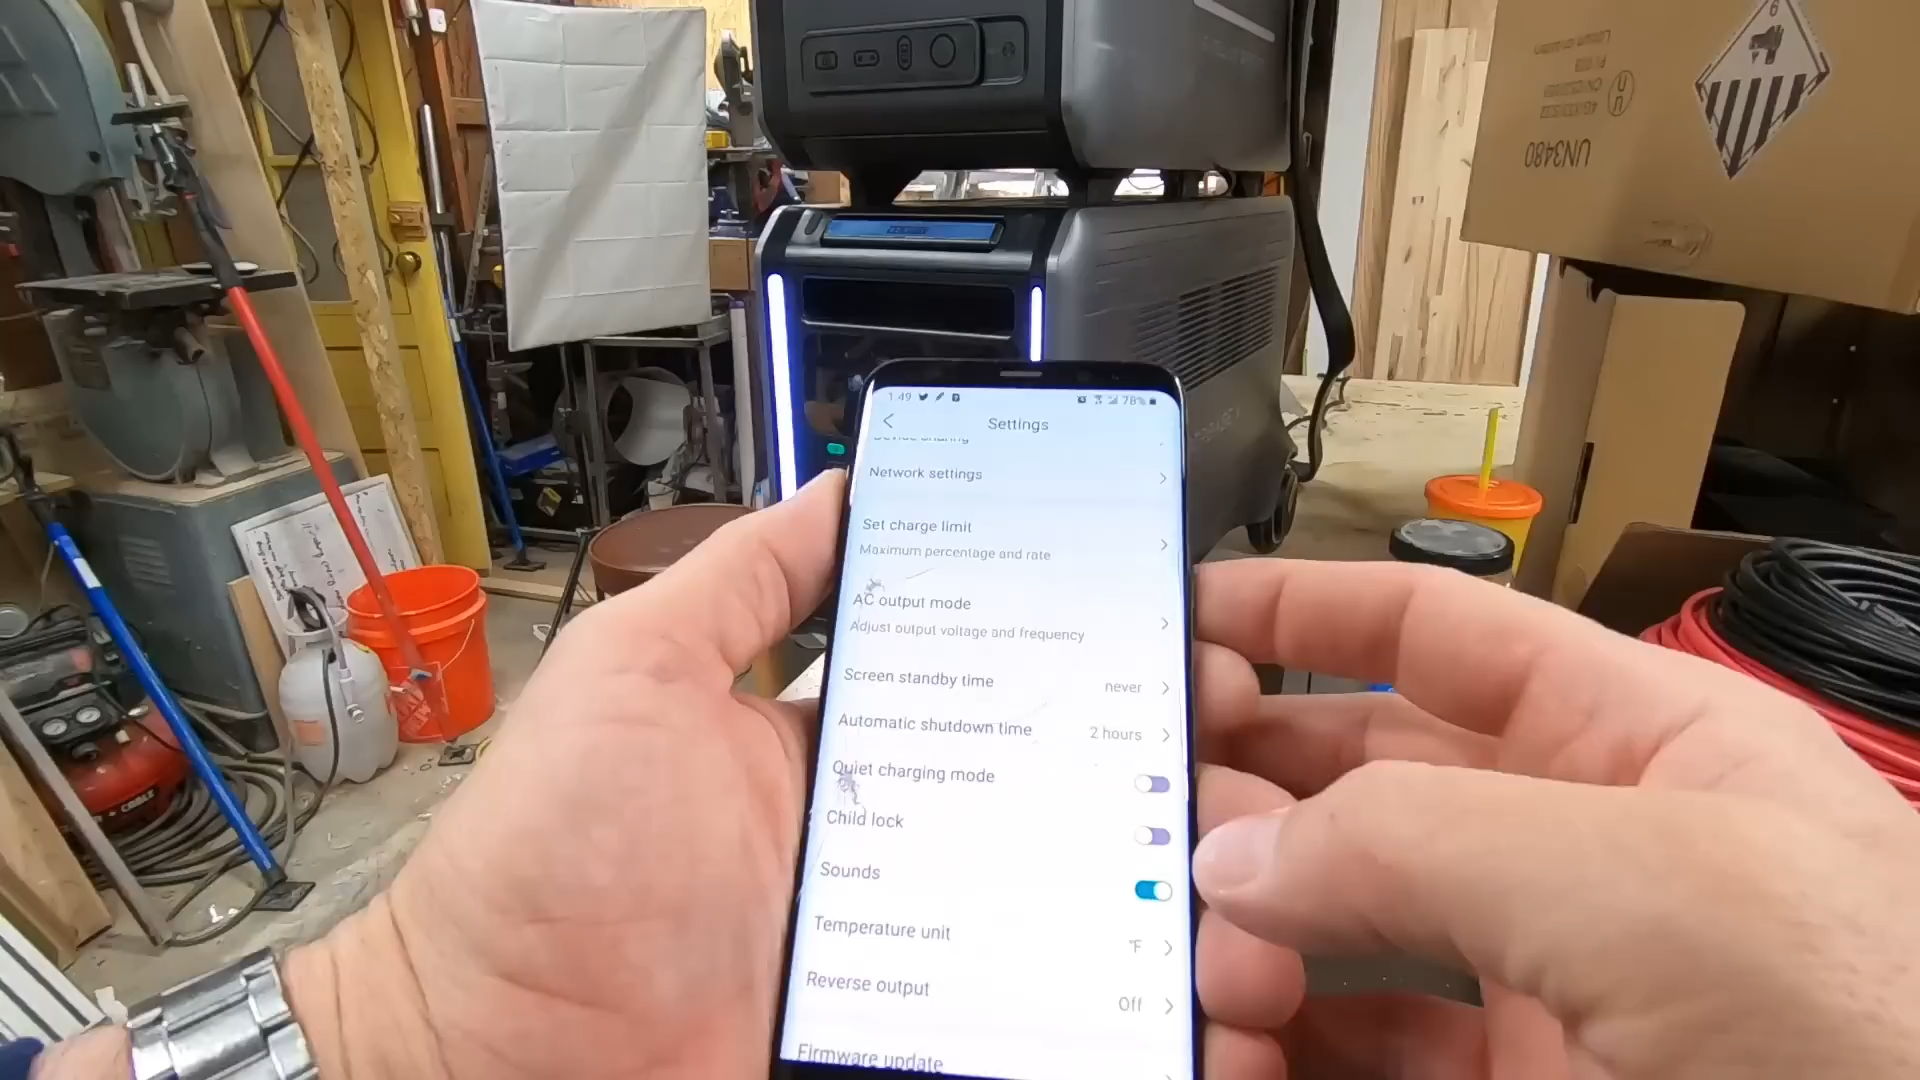 1:49
78%
Settings
Device sharing
Network settings
Set charge limit
Maximum percentage and rate
AC output mode
Adjust output voltage and frequency
Screen standby time never
Automatic shutdown time 2 hours
Quiet charging mode
Child lock
Sounds
Temperature unit °F
Reverse output Off
Firmware update
UN3480